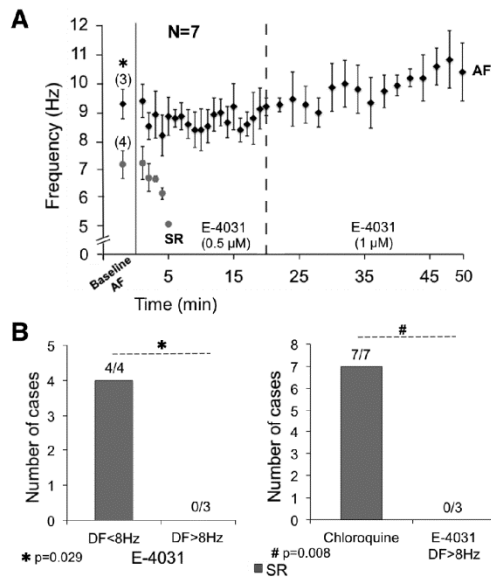 A
N=7
Frequency (Hz)
12
11
10
9
8
7
6
5
0
*
(3)
(4)
AF
SR
E-4031
(0.5 µM)
E-4031
(1 µM)
Baseline
AF
5 15 25 35 45 50
Time (min)
B
Number of cases
5
4
3
2
1
0
4/4
*
0/3
DF<8Hz DF>8Hz
* p=0.029 E-4031
Number of cases
8
7
6
5
4
3
2
1
0
7/7
#
0/3
Chloroquine E-4031
DF>8Hz
# p=0.008
SR